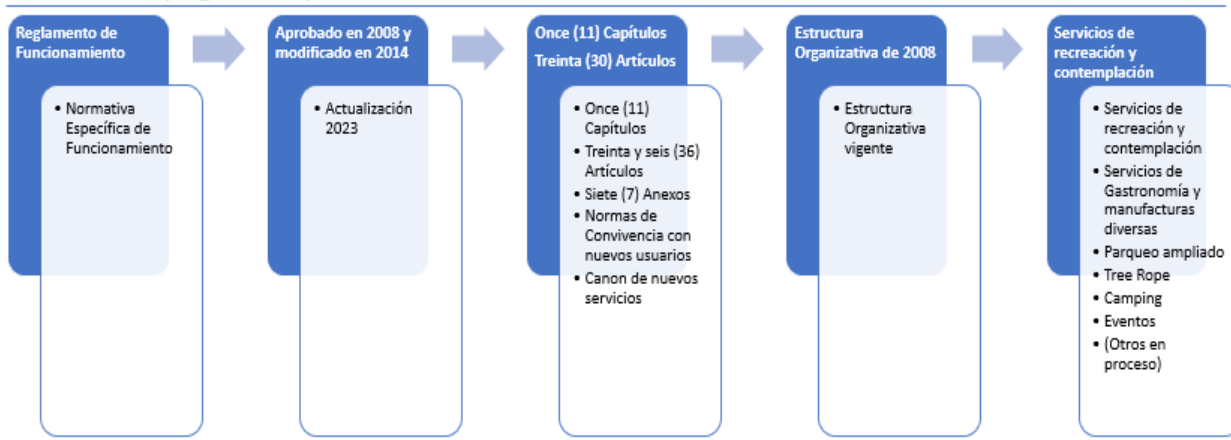 Reglamento de
Funcionamiento
• Normativa
Específica de
Funcionamiento
Aprobado en 2008 y
modificado en 2014
• Actualización
2023
Once (11) Capítulos
Treinta (30) Artículos
• Once (11)
Capítulos
• Treinta y seis (36)
Artículos
• Siete (7) Anexos
• Normas de
Convivencia con
nuevos usuarios
• Canon de nuevos
servicios
Estructura
Organizativa de 2008
• Estructura
Organizativa
vigente
Servicios de
recreación y
contemplación
• Servicios de
recreación y
contemplación
• Servicios de
Gastronomía y
manufacturas
diversas
• Parqueo ampliado
• Tree Rope
• Camping
• Eventos
• (Otros en
proceso)